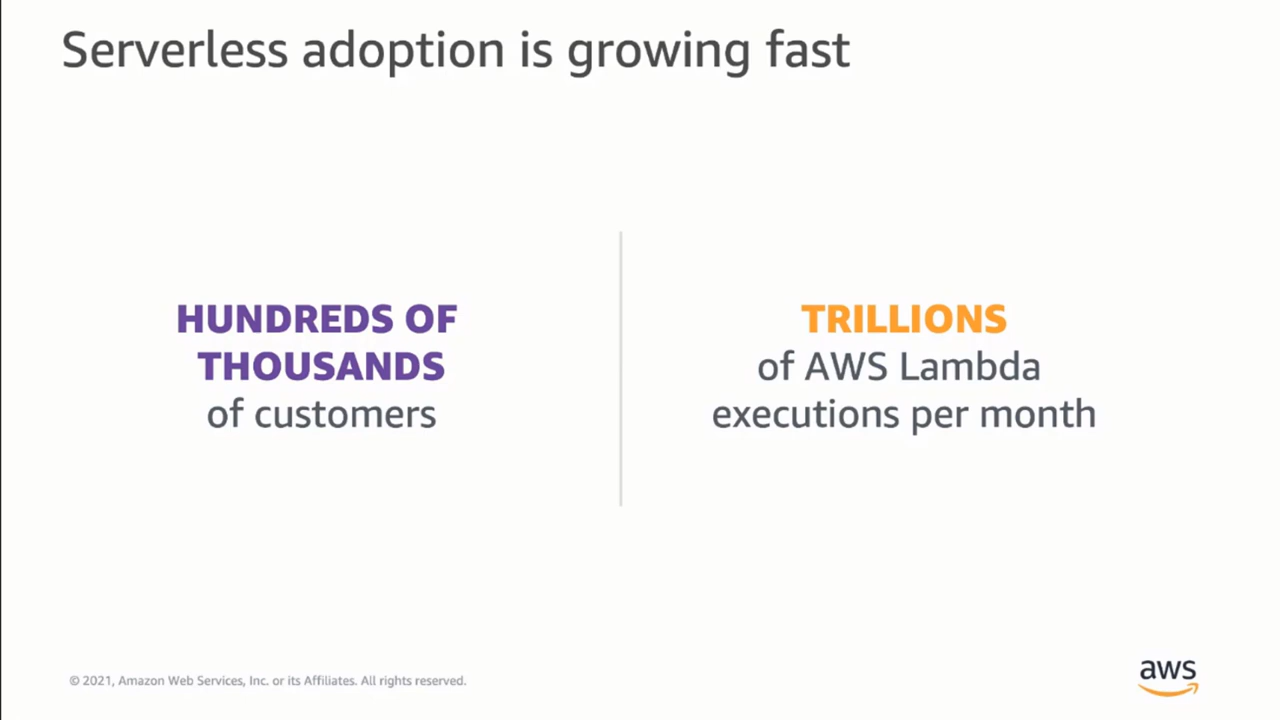 Serverless adoption is growing fast
HUNDREDS OF
THOUSANDS
of customers
TRILLIONS
of AWS Lambda
executions per month
© 2021, Amazon Web Services, Inc. or its Affiliates. All rights reserved.
aws